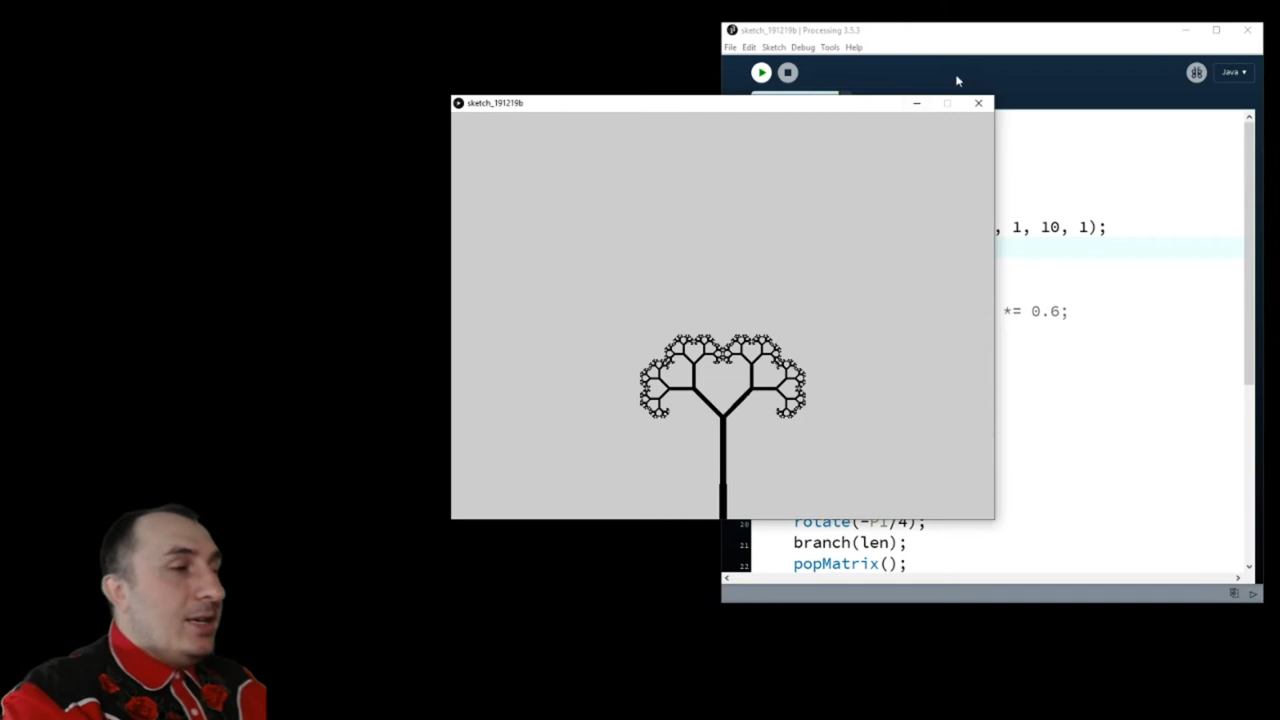 sketch_191219b | Processing 3.5.3
File Edit Sketch Debug Tools Help
Java ▾
sketch_191219b
, 1, 10, 1);
*= 0.6;
20 rotate(-PI/4);
21 branch(len);
22 popMatrix();